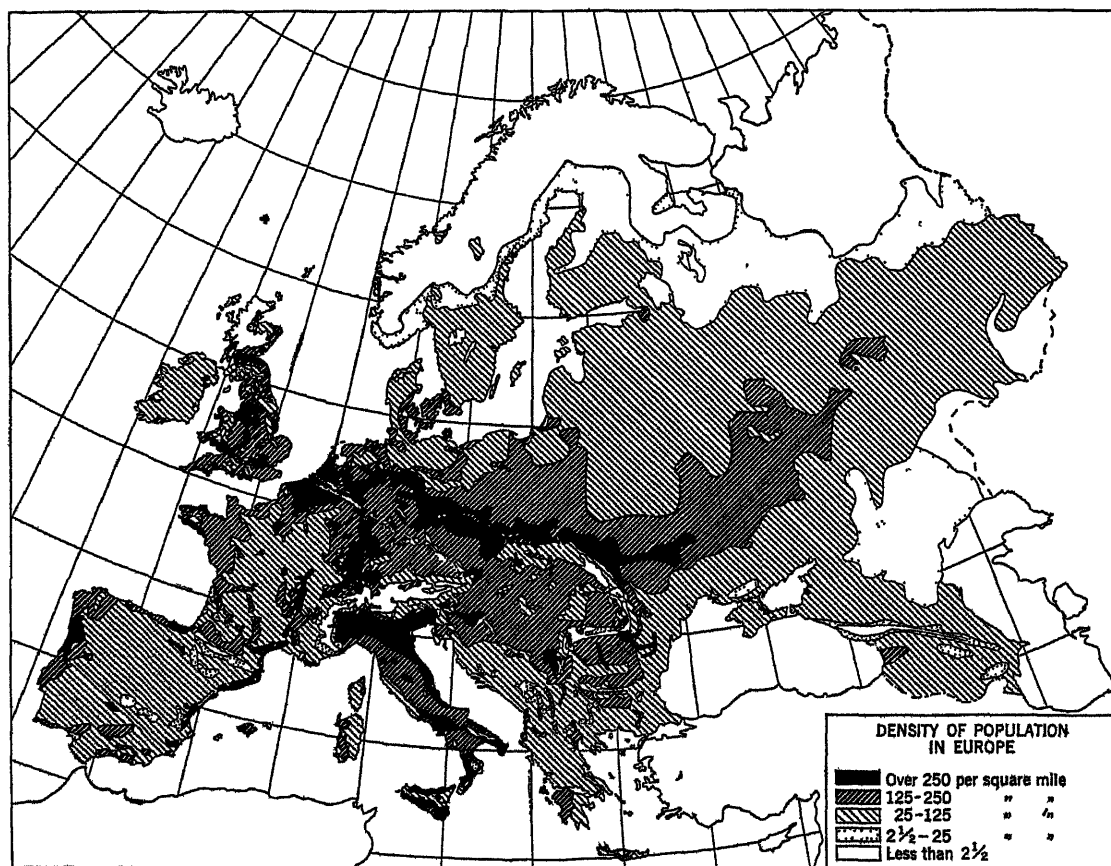 DENSITY OF POPULATION
IN EUROPE
Over 250 per square mile
125-250 " "
25-125 " "
2½-25 " "
Less than 2½